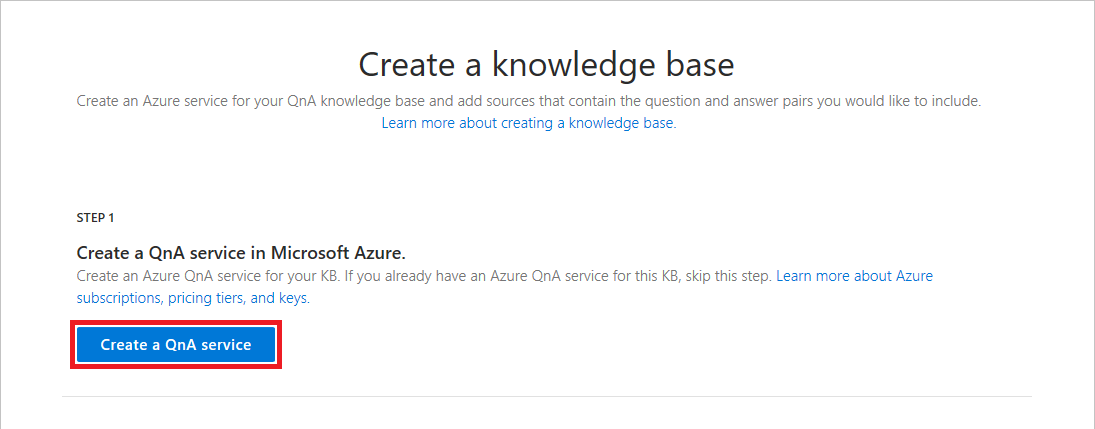 Create a knowledge base
Create an Azure service for your QnA knowledge base and add sources that contain the question and answer pairs you would like to include.
Learn more about creating a knowledge base.
STEP 1
Create a QnA service in Microsoft Azure.
Create an Azure QnA service for your KB. If you already have an Azure QnA service for this KB, skip this step. Learn more about Azure
subscriptions, pricing tiers, and keys.
Create a QnA service